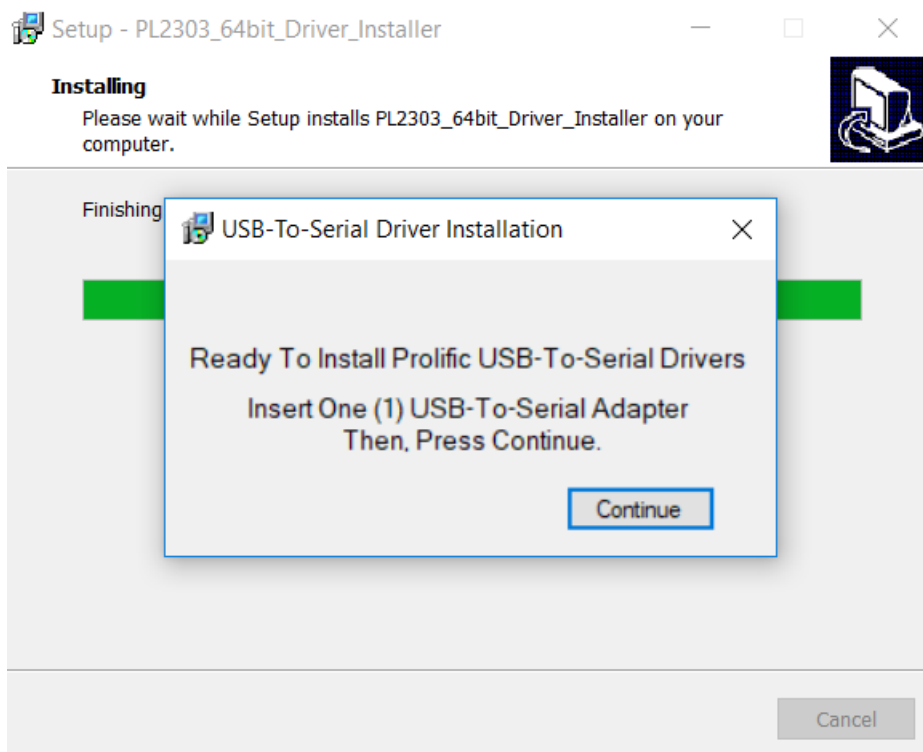 Setup - PL2303_64bit_Driver_Installer
Installing
Please wait while Setup installs PL2303_64bit_Driver_Installer on your
computer.
Finishing
USB-To-Serial Driver Installation
Ready To Install Prolific USB-To-Serial Drivers
Insert One (1) USB-To-Serial Adapter
Then, Press Continue.
Continue
Cancel